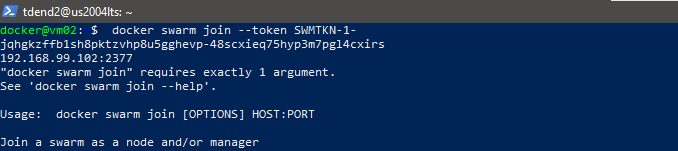 tdend2@us2004lts: ~
docker@vm02: $  docker swarm join --token SWMTKN-1-
jqhgkzffb1sh8pktzvhp8u5gghevp-48scxieq75hyp3m7pgl4cxirs
192.168.99.102:2377
"docker swarm join" requires exactly 1 argument.
See 'docker swarm join --help'.
Usage:  docker swarm join [OPTIONS] HOST:PORT
Join a swarm as a node and/or manager